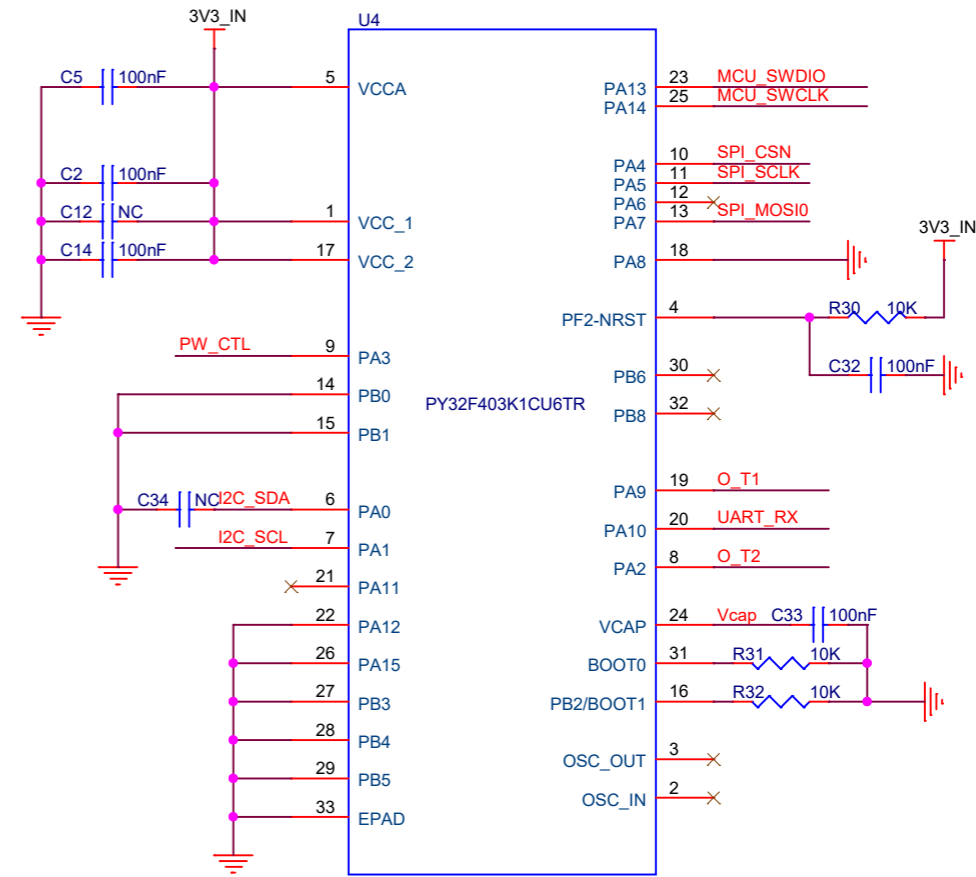 3V3_IN
U4
C5 100nF 5 VCCA
C2 100nF
C12 NC 1 VCC_1
C14 100nF 17 VCC_2
PW_CTL 9 PA3
14 PB0
15 PB1
C34 NC I2C_SDA 6 PA0
I2C_SCL 7 PA1
21 PA11
22 PA12
26 PA15
27 PB3
28 PB4
29 PB5
33 EPAD
PY32F403K1CU6TR
PA13 23 MCU_SWDIO
PA14 25 MCU_SWCLK
PA4 10 SPI_CSN
PA5 11 SPI_SCLK
PA6 12
PA7 13 SPI_MOSI0
3V3_IN
PA8 18
PF2-NRST 4 R30 10K
C32 100nF
PB6 30
PB8 32
PA9 19 O_T1
PA10 20 UART_RX
PA2 8 O_T2
VCAP 24 Vcap C33 100nF
BOOT0 31 R31 10K
PB2/BOOT1 16 R32 10K
OSC_OUT 3
OSC_IN 2